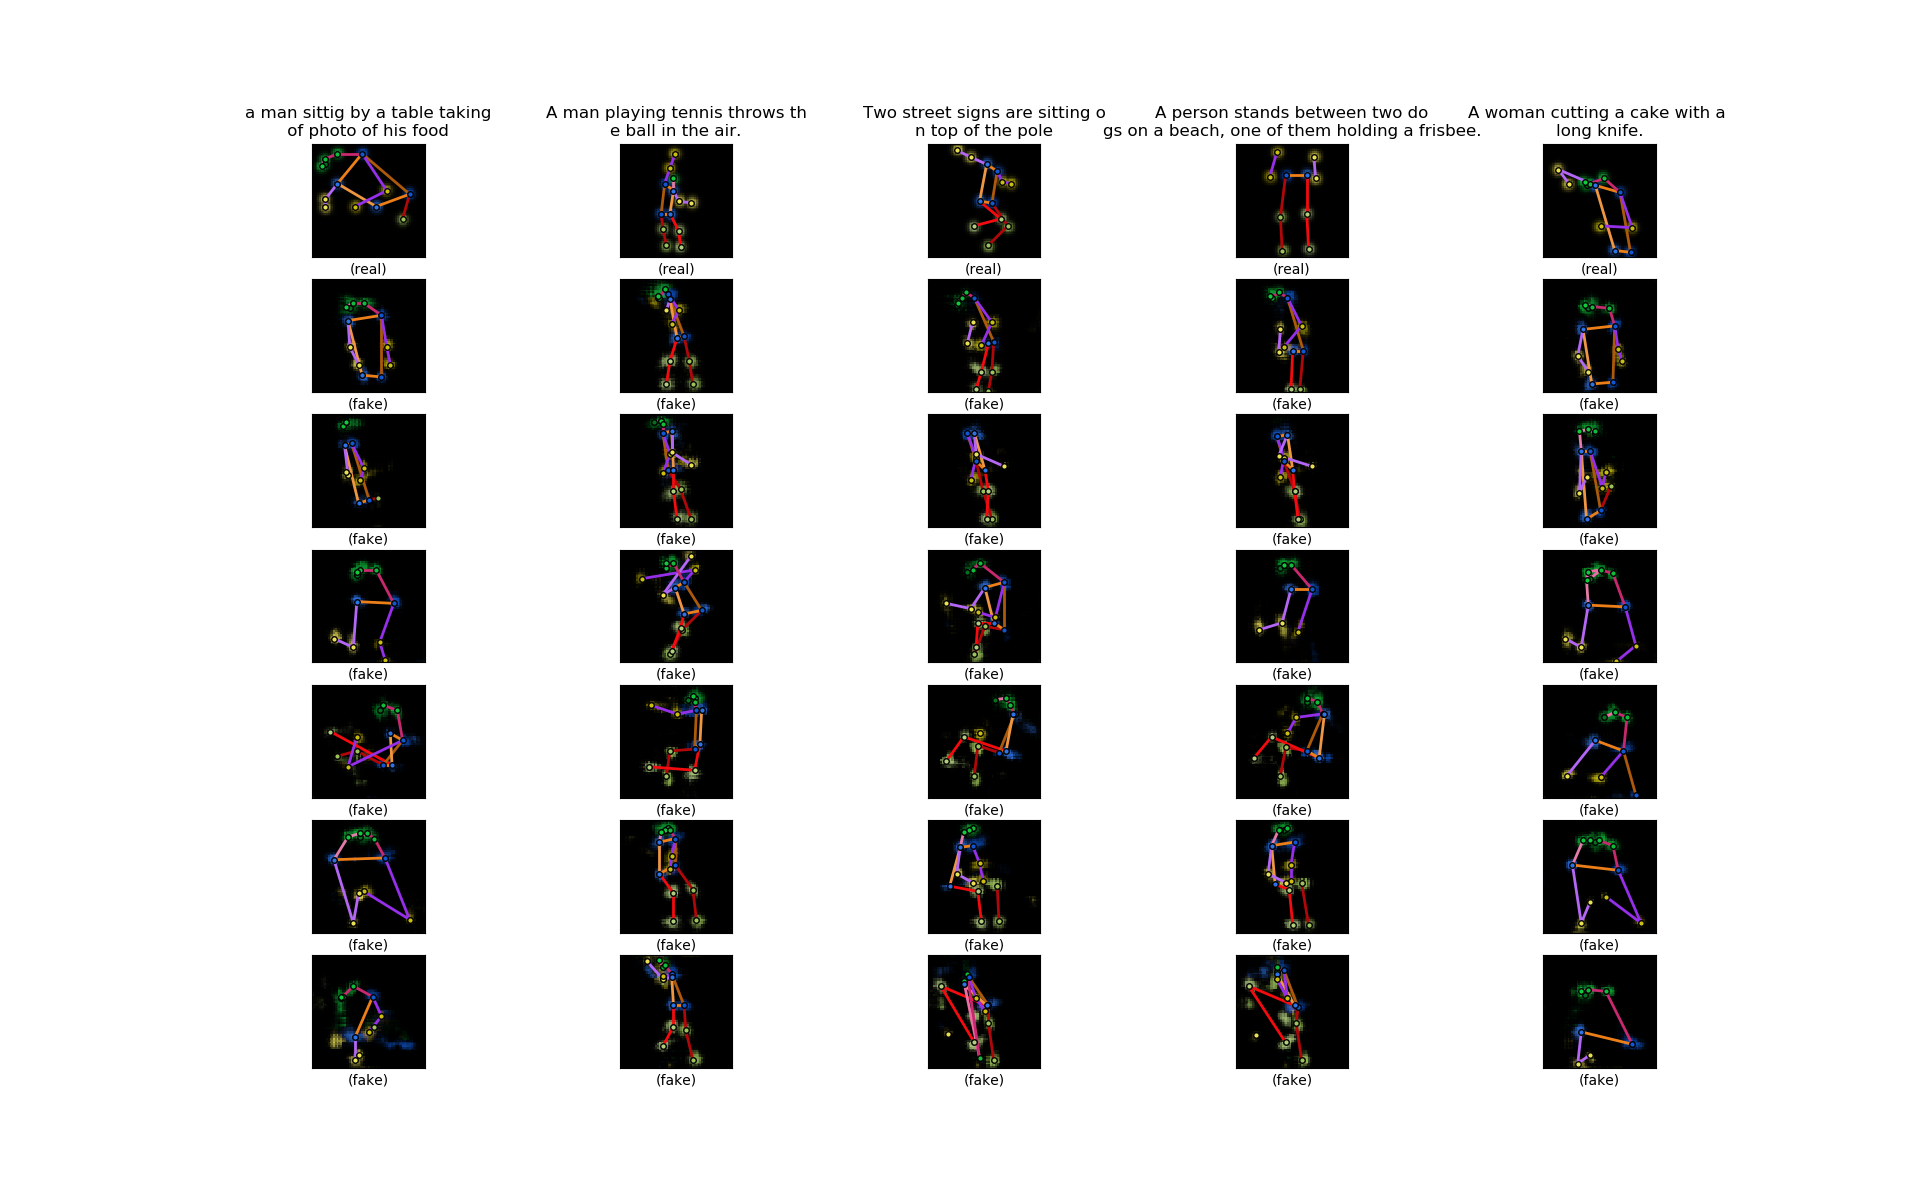 a man sittig by a table taking
of photo of his food
A man playing tennis throws th
e ball in the air.
Two street signs are sitting o
n top of the pole
A person stands between two do
gs on a beach, one of them holding a frisbee.
A woman cutting a cake with a
long knife.
(real) (real) (real) (real) (real)
(fake) (fake) (fake) (fake) (fake)
(fake) (fake) (fake) (fake) (fake)
(fake) (fake) (fake) (fake) (fake)
(fake) (fake) (fake) (fake) (fake)
(fake) (fake) (fake) (fake) (fake)
(fake) (fake) (fake) (fake) (fake)